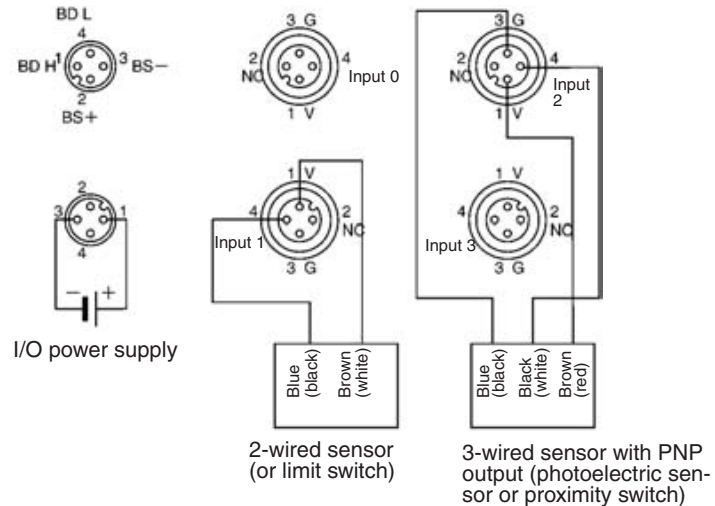 BD L
4
BD H 1
3 BS−
2
BS+
3 G
2
NC
4
Input 0
1 V
3 G
2
NC
4
Input 2
1 V
2
3
1
4
− +
I/O power supply
1 V
4
2
NC
Input 1
3 G
1 V
4
2
NC
Input 3
3 G
Blue (black)
Brown (white)
2-wired sensor
(or limit switch)
Blue (black)
Black (white)
Brown (red)
3-wired sensor with PNP
output (photoelectric sen-
sor or proximity switch)